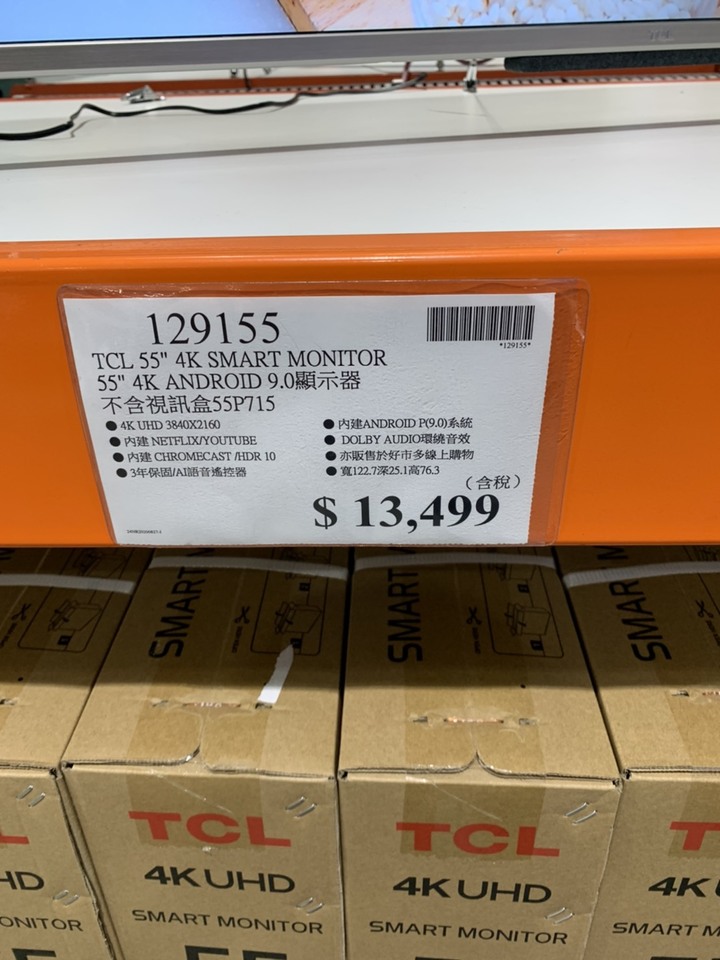 TCL
129155
*129155*
TCL 55" 4K SMART MONITOR
55" 4K ANDROID 9.0顯示器
不含視訊盒55P715
●4K UHD 3840X2160
●內建 NETFLIX/YOUTUBE
●內建 CHROMECAST /HDR 10
●3年保固/AI語音遙控器
●內建ANDROID P(9.0)系統
●DOLBY AUDIO環繞音效
●亦販售於好市多線上購物
●寬122.7深25.1高76.3
(含稅)
$ 13,499
SMART
SMART
SMART
TCL
4K UHD
SMART MONITOR
TCL
4K UHD
SMART MONITOR